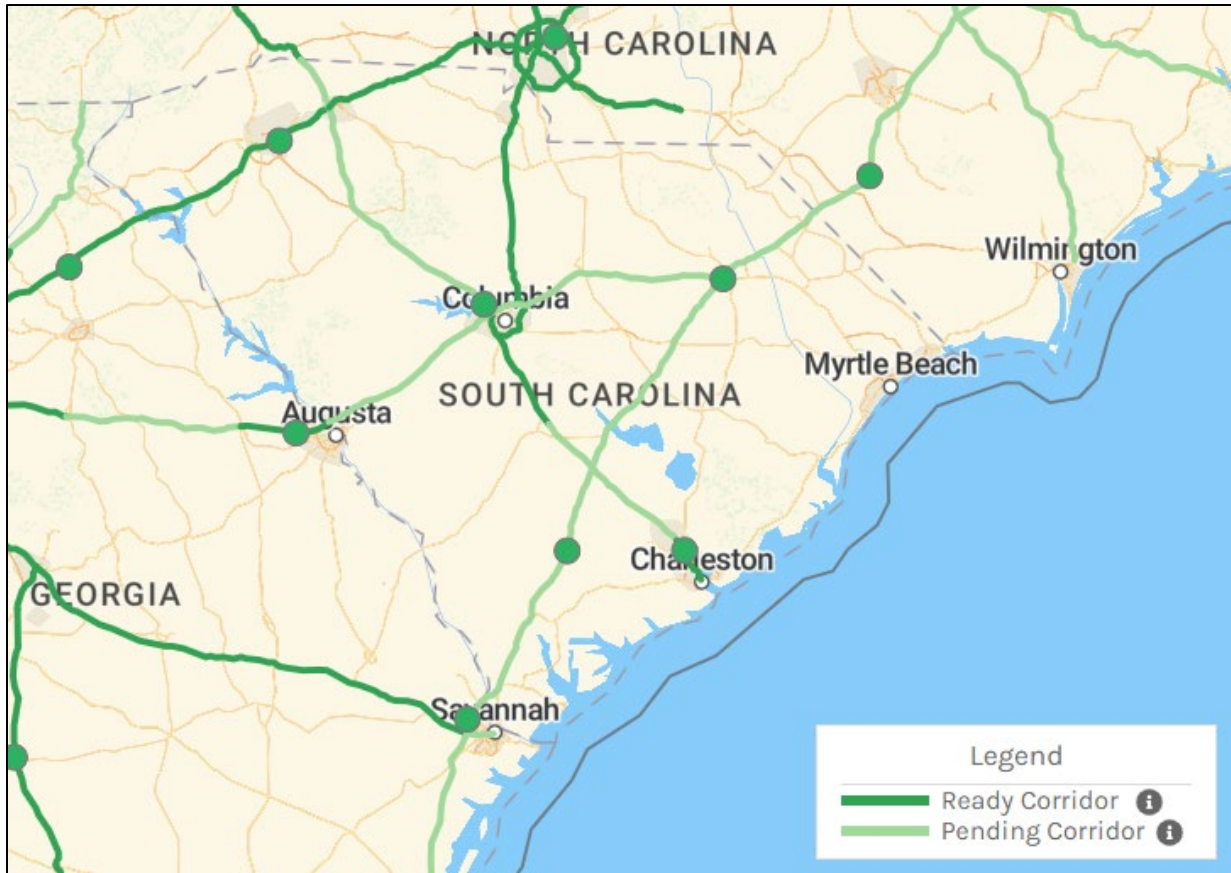 NORTH CAROLINA
Wilmington
Columbia
Myrtle Beach
SOUTH CAROLINA
Augusta
Charleston
GEORGIA
Savannah
Legend
Ready Corridor i
Pending Corridor i